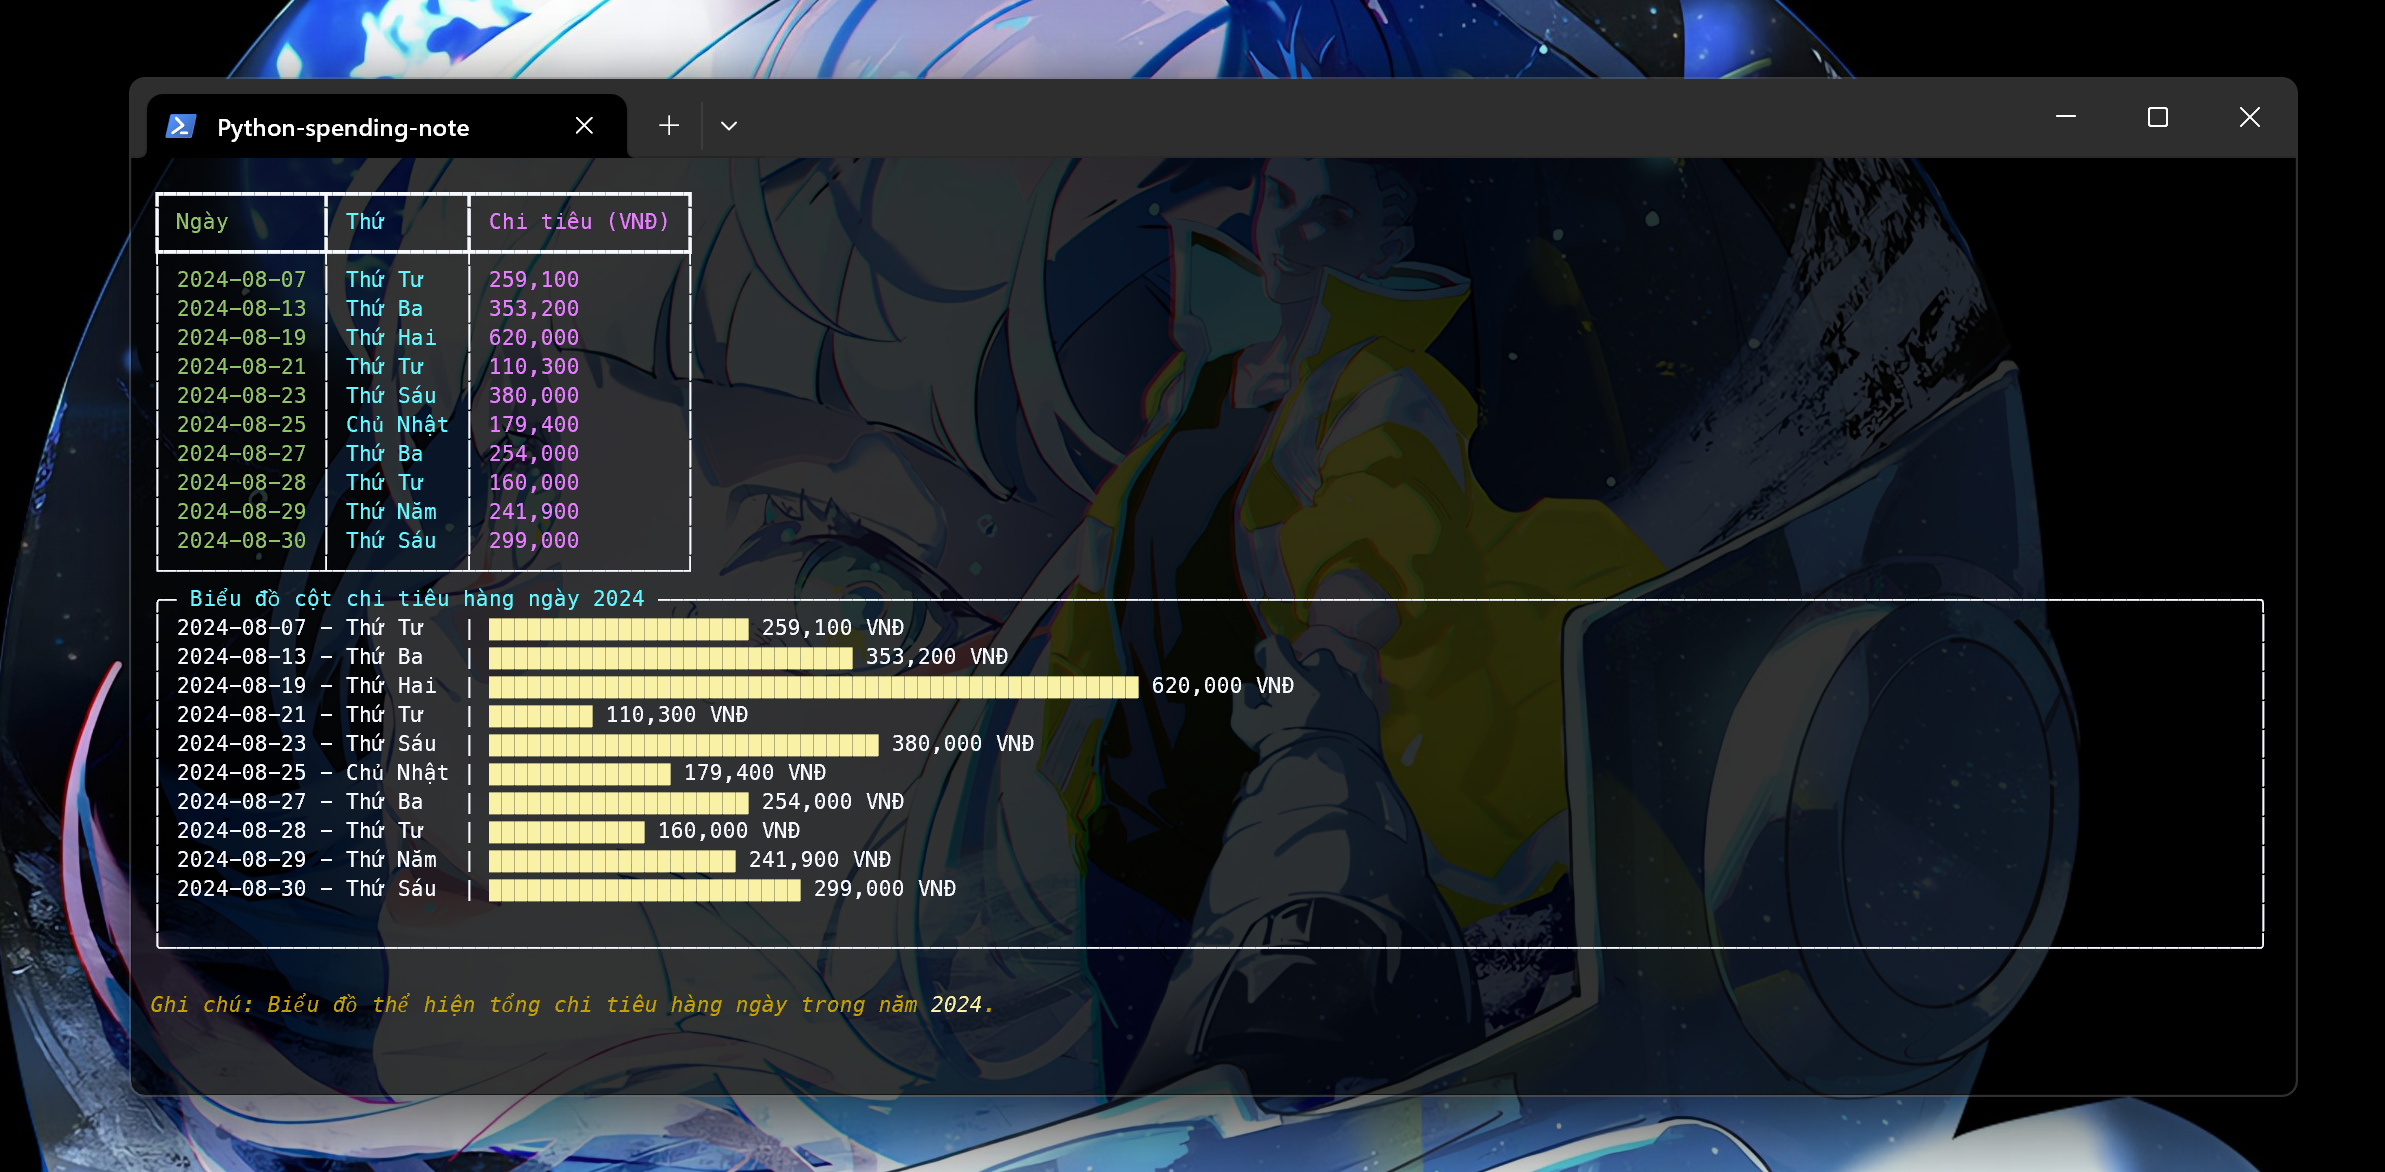 Python-spending-note
Ngày Thứ Chi tiêu (VNĐ)
2024-08-07 Thứ Tư 259,100
2024-08-13 Thứ Ba 353,200
2024-08-19 Thứ Hai 620,000
2024-08-21 Thứ Tư 110,300
2024-08-23 Thứ Sáu 380,000
2024-08-25 Chủ Nhật 179,400
2024-08-27 Thứ Ba 254,000
2024-08-28 Thứ Tư 160,000
2024-08-29 Thứ Năm 241,900
2024-08-30 Thứ Sáu 299,000
Biểu đồ cột chi tiêu hàng ngày 2024
2024-08-07 - Thứ Tư | 259,100 VNĐ
2024-08-13 - Thứ Ba | 353,200 VNĐ
2024-08-19 - Thứ Hai | 620,000 VNĐ
2024-08-21 - Thứ Tư | 110,300 VNĐ
2024-08-23 - Thứ Sáu | 380,000 VNĐ
2024-08-25 - Chủ Nhật | 179,400 VNĐ
2024-08-27 - Thứ Ba | 254,000 VNĐ
2024-08-28 - Thứ Tư | 160,000 VNĐ
2024-08-29 - Thứ Năm | 241,900 VNĐ
2024-08-30 - Thứ Sáu | 299,000 VNĐ
Ghi chú: Biểu đồ thể hiện tổng chi tiêu hàng ngày trong năm 2024.